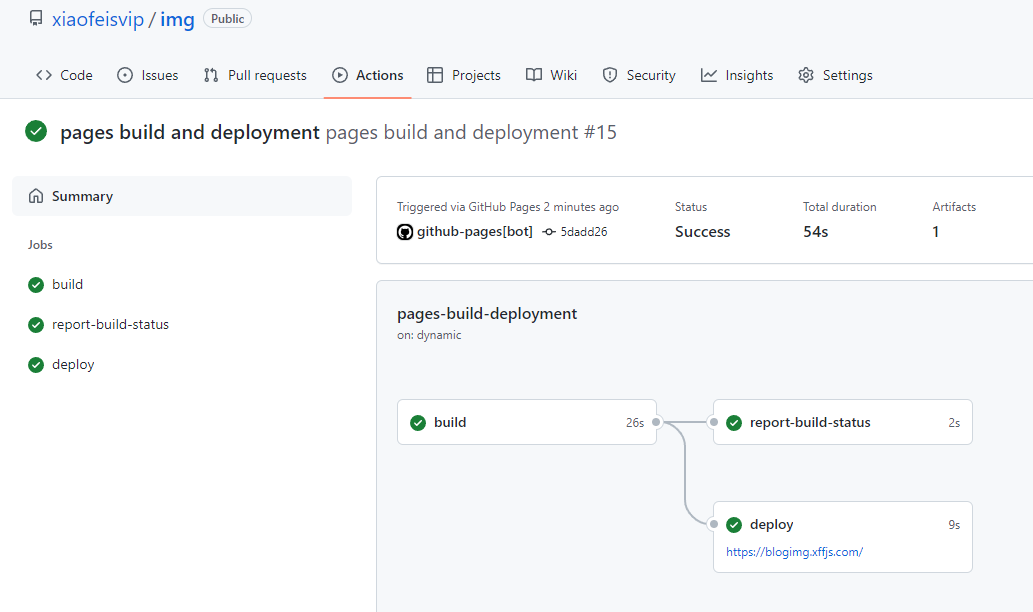 xiaofeisvip / img Public
Code Issues Pull requests Actions Projects Wiki Security Insights Settings
pages build and deployment pages build and deployment #15
Summary
Jobs
build
report-build-status
deploy
Triggered via GitHub Pages 2 minutes ago
github-pages[bot] 5dadd26
Status
Success
Total duration
54s
Artifacts
1
pages-build-deployment
on: dynamic
build 26s
report-build-status 2s
deploy 9s
https://blogimg.xffjs.com/